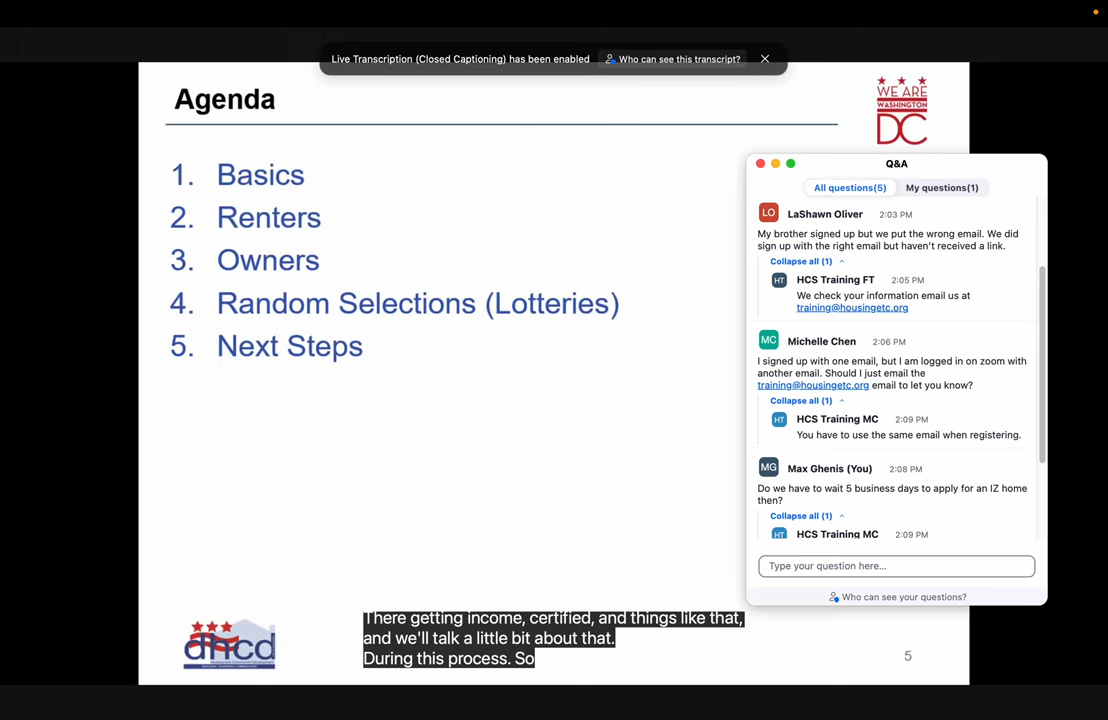 Live Transcription (Closed Captioning) has been enabled
Who can see this transcript?
Agenda
WE ARE
WASHINGTON
DC
1. Basics
2. Renters
3. Owners
4. Random Selections (Lotteries)
5. Next Steps
Q&A
All questions(5)
My questions(1)
LO
LaShawn Oliver
2:03 PM
My brother signed up but we put the wrong email. We did
sign up with the right email but haven't received a link.
Collapse all (1)
HT
HCS Training FT
2:05 PM
We check your information email us at
training@housingetc.org
MC
Michelle Chen
2:06 PM
I signed up with one email, but I am logged in on zoom with
another email. Should I just email the
training@housingetc.org email to let you know?
Collapse all (1)
HT
HCS Training MC
2:09 PM
You have to use the same email when registering.
MG
Max Ghenis (You)
2:08 PM
Do we have to wait 5 business days to apply for an IZ home
then?
Collapse all (1)
HT
HCS Training MC
2:09 PM
Type your question here...
Who can see your questions?
dhcd
There getting income, certified, and things like that,
and we'll talk a little bit about that.
During this process. So
5